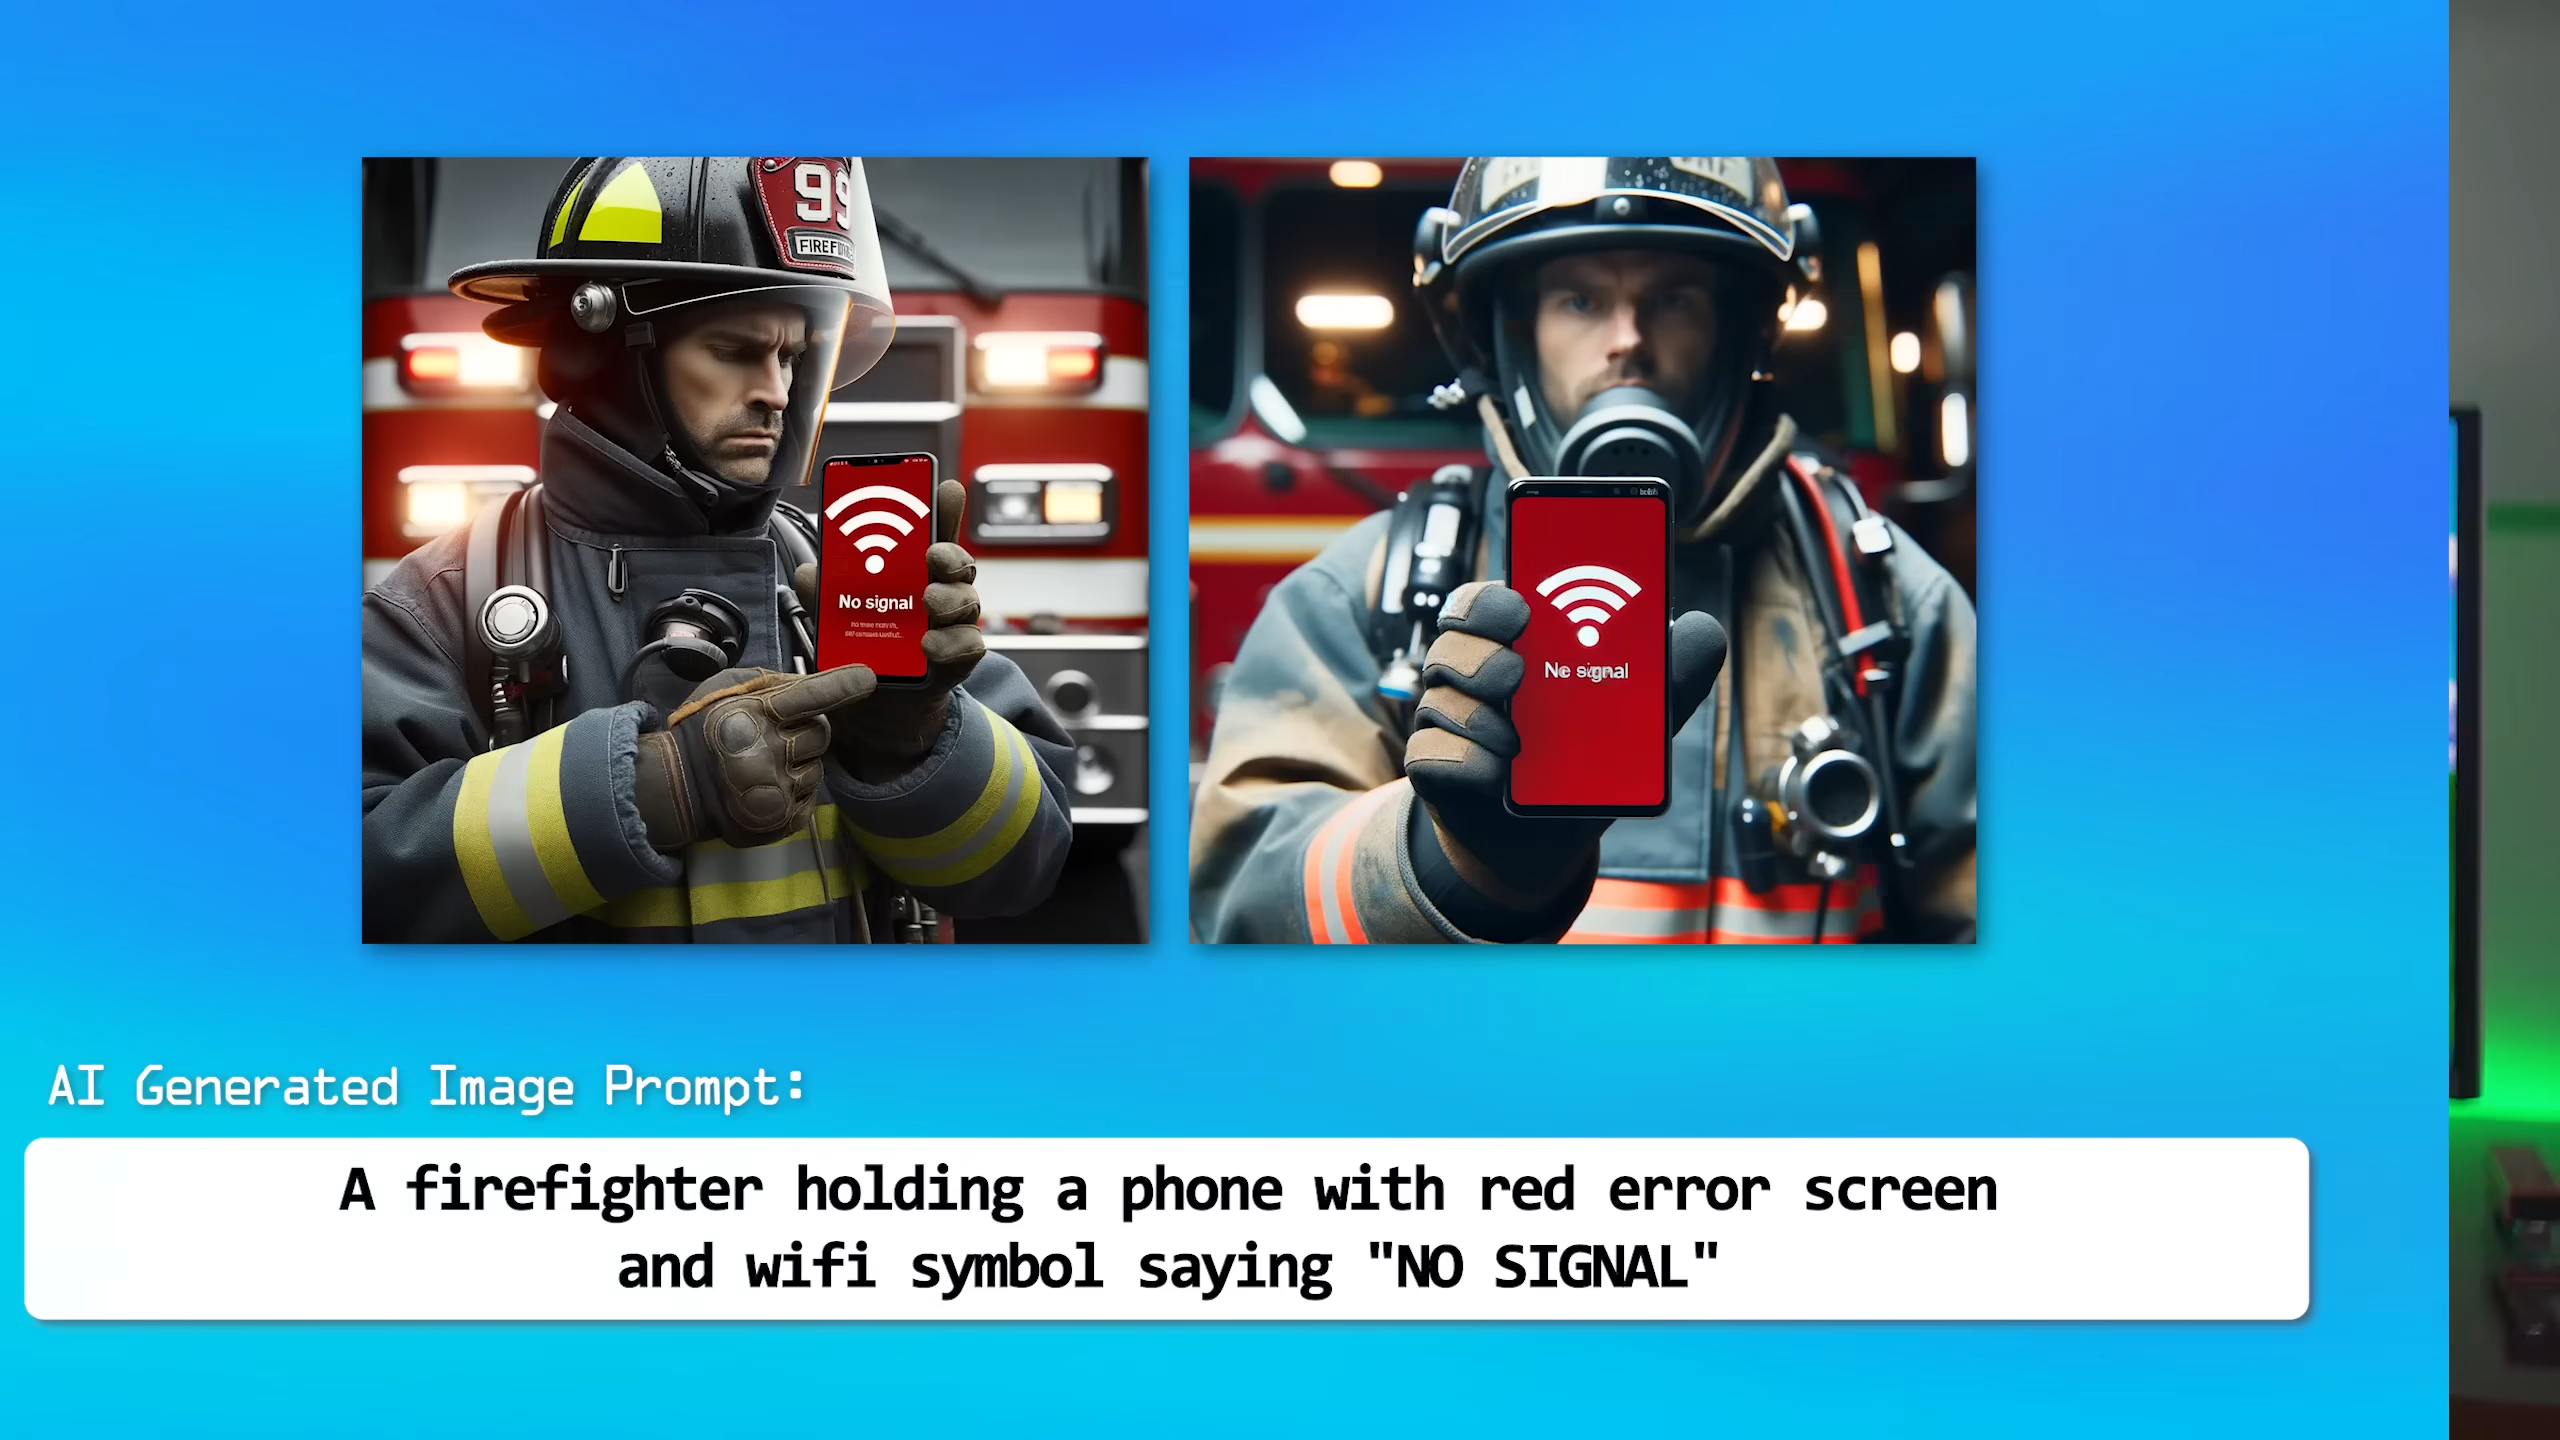 99
No signal
No signal
AI Generated Image Prompt:
A firefighter holding a phone with red error screen
and wifi symbol saying "NO SIGNAL"